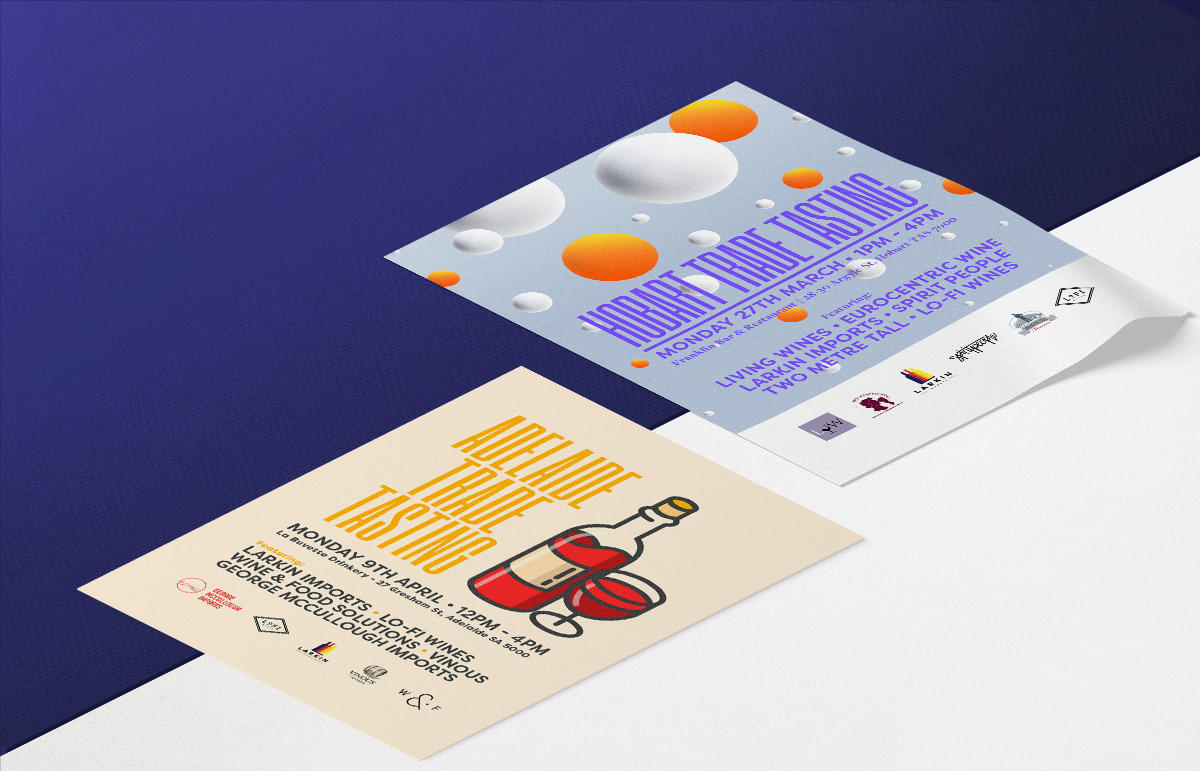 HOBART TRADE TASTING
MONDAY 27TH MARCH • 1PM - 4PM
Franklin Bar & Restaurant | 28-30 Argyle St, Hobart TAS 7000
Featuring:
LIVING WINES • EUROCENTRIC WINE
LARKIN IMPORTS • SPIRIT PEOPLE
TWO METRE TALL • LO-FI WINES
LARKIN
LOFI
ADELAIDE
TRADE
TASTING
MONDAY 9TH APRIL • 12PM - 4PM
La Buvette Drinkery - 27 Gresham St, Adelaide SA 5000
Featuring:
LARKIN IMPORTS • LO-FI WINES
WINE & FOOD SOLUTIONS • VINOUS
GEORGE MCCULLOUGH IMPORTS
GEORGE
MCCULLOUGH
IMPORTS
LOFI
LARKIN
VINOUS
W & F